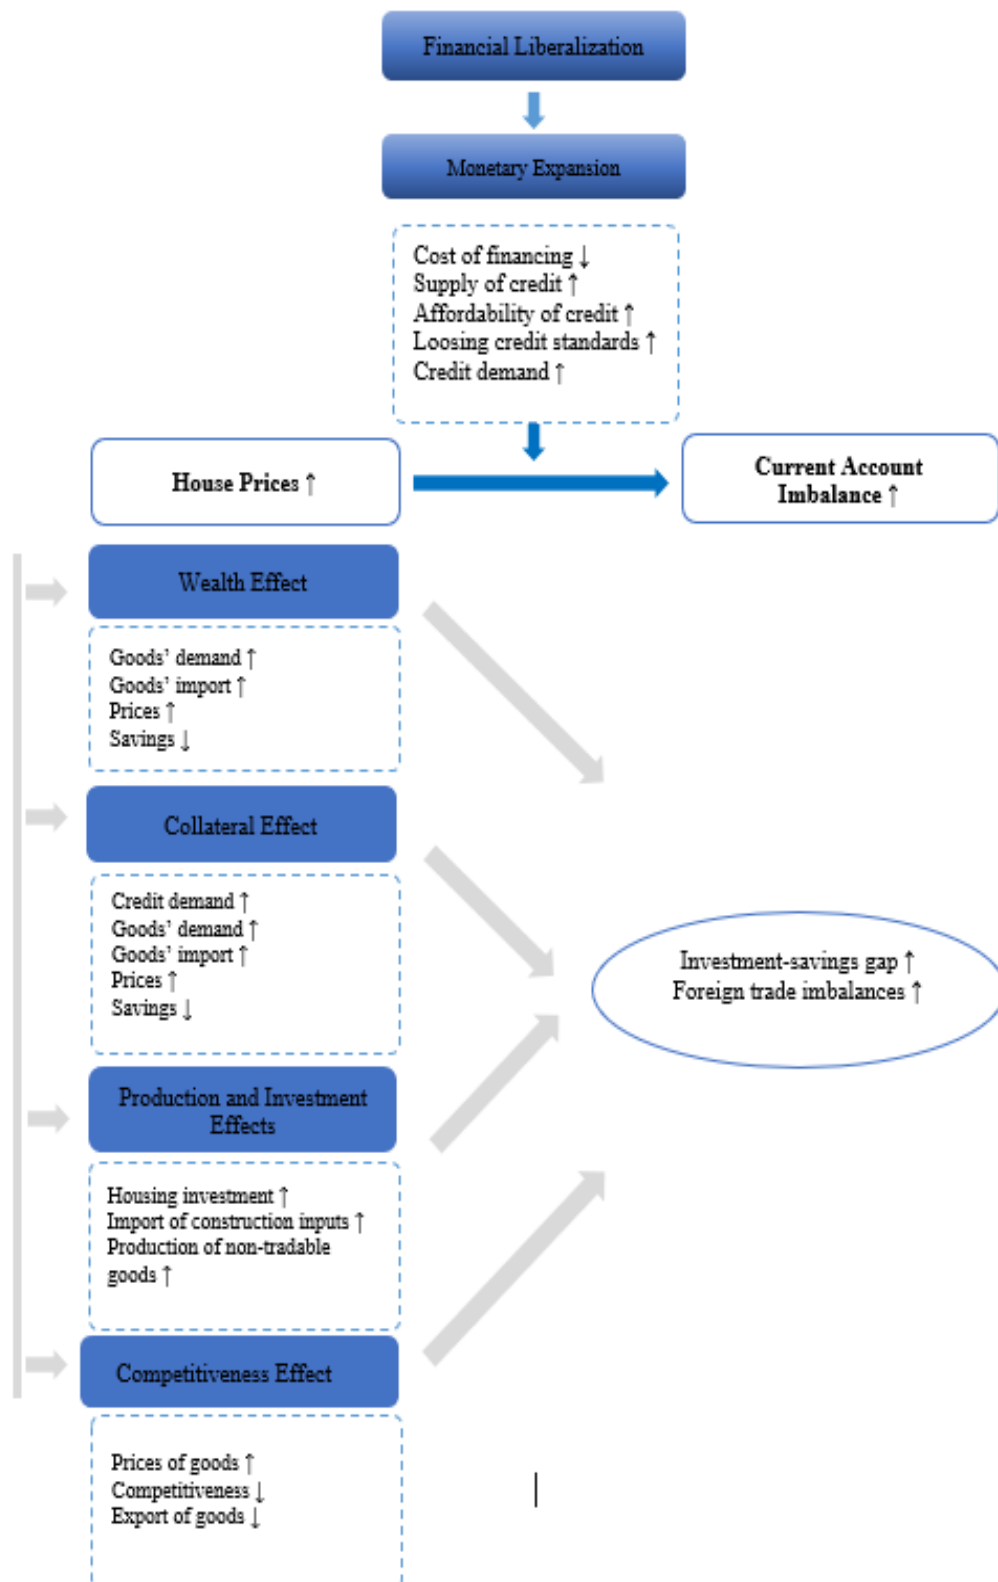 Financial Liberalization
Monetary Expansion
Cost of financing ↓
Supply of credit ↑
Affordability of credit ↑
Loosing credit standards ↑
Credit demand ↑
House Prices ↑
Current Account
Imbalance ↑
Wealth Effect
Goods’ demand ↑
Goods’ import ↑
Prices ↑
Savings ↓
Collateral Effect
Credit demand ↑
Goods’ demand ↑
Goods’ import ↑
Prices ↑
Savings ↓
Investment-savings gap ↑
Foreign trade imbalances ↑
Production and Investment
Effects
Housing investment ↑
Import of construction inputs ↑
Production of non-tradable
goods ↑
Competitiveness Effect
Prices of goods ↑
Competitiveness ↓
Export of goods ↓